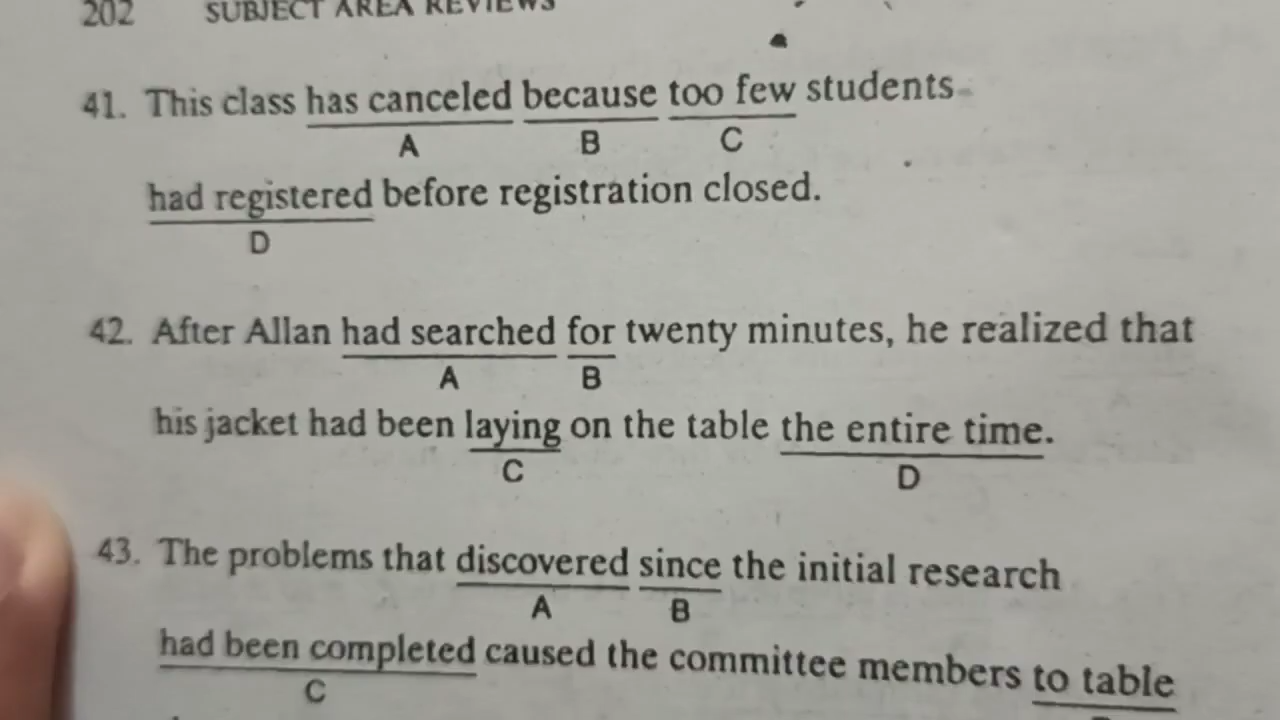 202 SUBJECT AREA REVIEWS
41. This class has canceled because too few students
A B C
had registered before registration closed.
D
42. After Allan had searched for twenty minutes, he realized that
A B
his jacket had been laying on the table the entire time.
C D
43. The problems that discovered since the initial research
A B
had been completed caused the committee members to table
C